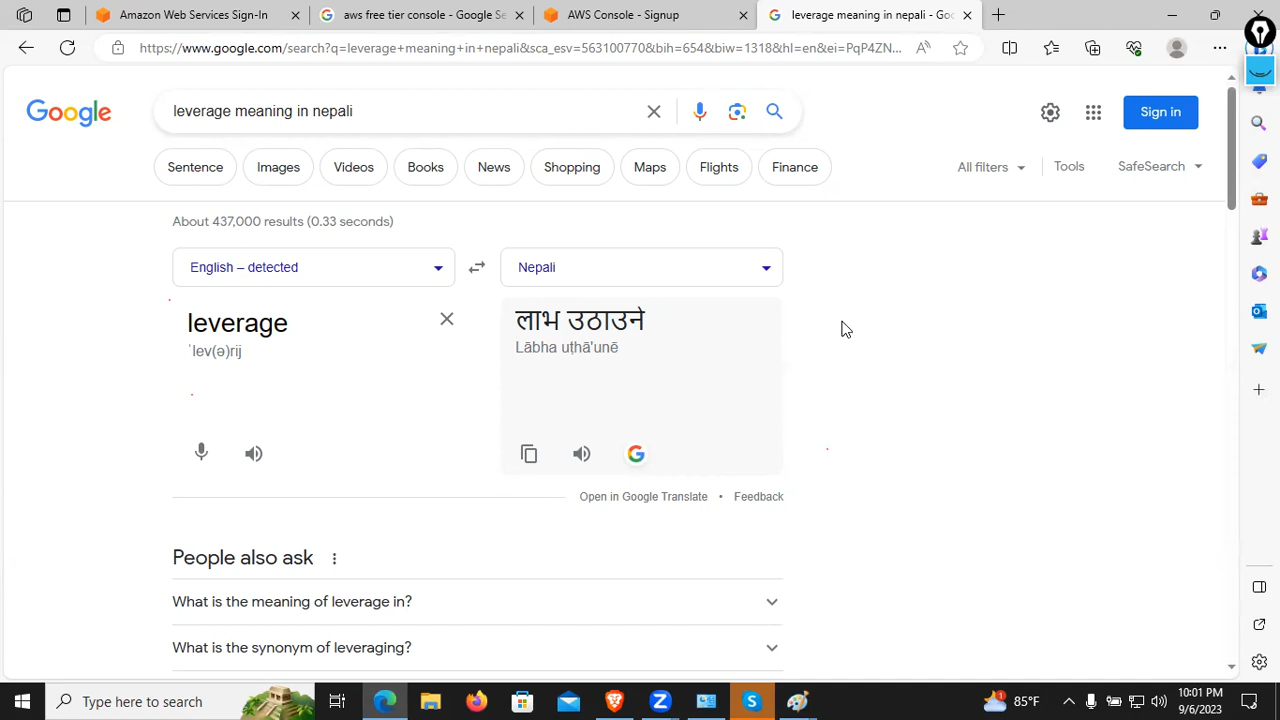 Amazon Web Services Sign-In
aws free tier console - Google Se
AWS Console - Signup
leverage meaning in nepali - Goo
https://www.google.com/search?q=leverage+meaning+in+nepali&sca_esv=563100770&bih=654&biw=1318&hl=en&ei=PqP4ZN...
Google
leverage meaning in nepali
Sign in
Sentence
Images
Videos
Books
News
Shopping
Maps
Flights
Finance
All filters
Tools
SafeSearch
About 437,000 results (0.33 seconds)
English – detected
Nepali
leverage
ˈlev(ə)rij
लाभ उठाउने
Lābha uṭhā'unē
Open in Google Translate • Feedback
People also ask
What is the meaning of leverage in?
What is the synonym of leveraging?
Type here to search
85°F
10:01 PM
9/6/2023